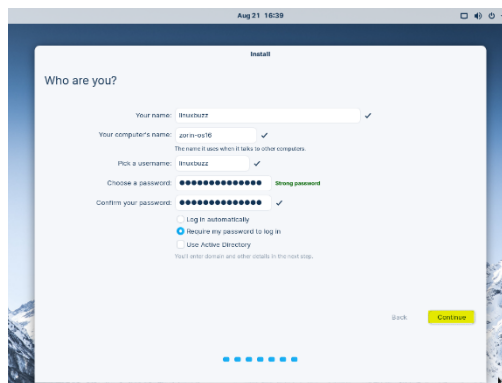 Aug 21 16:39
Install
Who are you?
Your name: linuxbuzz
Your computer's name: zorin-os16
The name it uses when it talks to other computers.
Pick a username: linuxbuzz
Choose a password: ●●●●●●●●●●●●●● Strong password
Confirm your password: ●●●●●●●●●●●●●●
Log in automatically
Require my password to log in
Use Active Directory
You'll enter domain and other details in the next step.
Back Continue